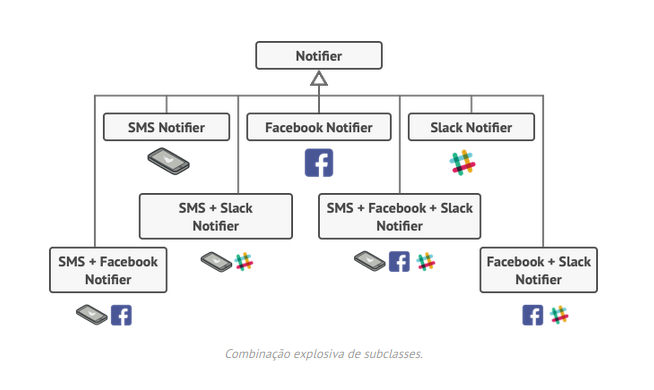 Notifier
SMS Notifier
Facebook Notifier
Slack Notifier
SMS + Slack
Notifier
SMS + Facebook + Slack
Notifier
SMS + Facebook
Notifier
Facebook + Slack
Notifier
Combinação explosiva de subclasses.